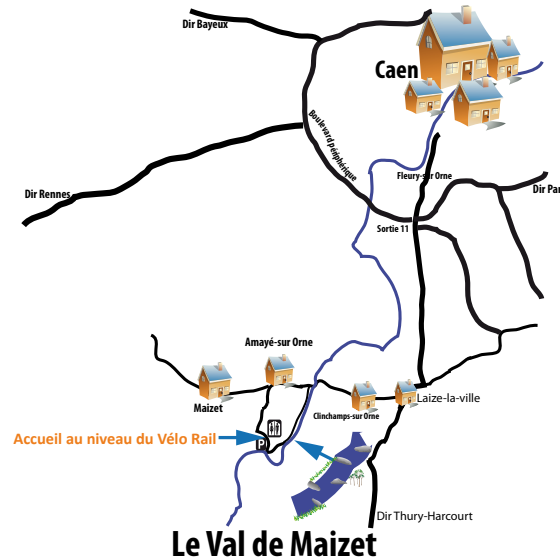 Dir Bayeux
Caen
Boulevard périphérique
Fleury-sur Orne
Dir Rennes
Dir Par
Sortie 11
Amayé-sur Orne
Maizet
Clinchamps-sur Orne
Laize-la-ville
Accueil au niveau du Vélo Rail
P
Dir Thury-Harcourt
Le Val de Maizet